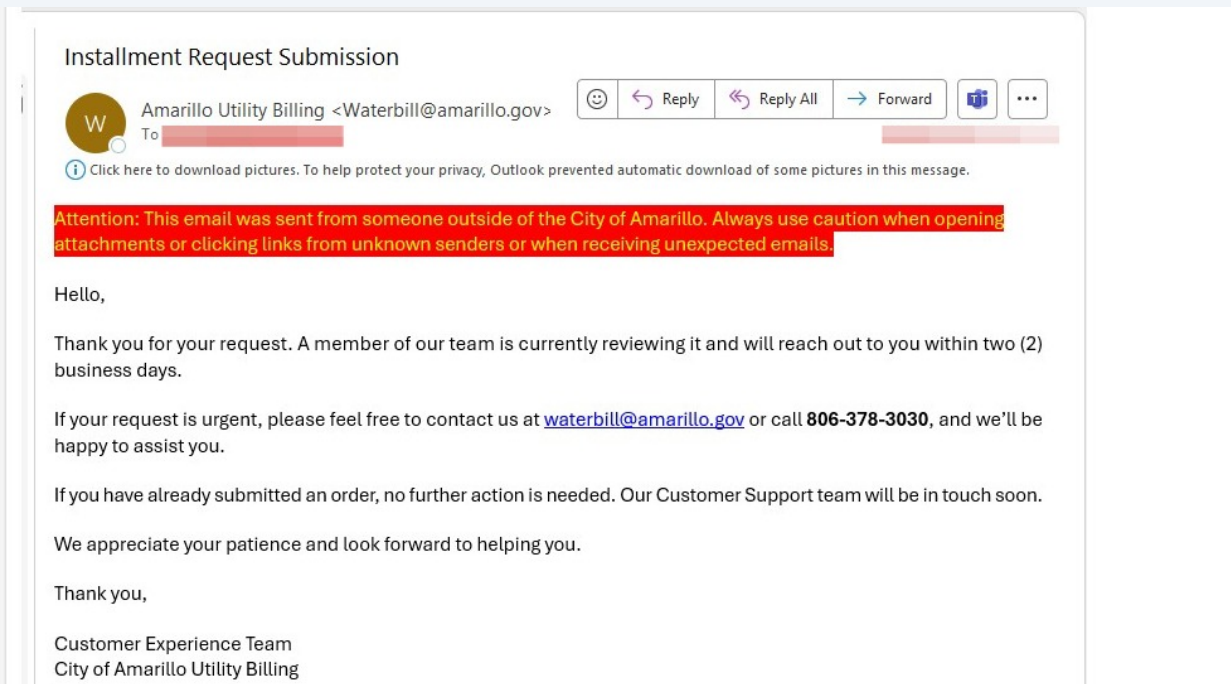 Installment Request Submission
W
Amarillo Utility Billing <Waterbill@amarillo.gov>
To
Reply
Reply All
Forward
Click here to download pictures. To help protect your privacy, Outlook prevented automatic download of some pictures in this message.
Attention: This email was sent from someone outside of the City of Amarillo. Always use caution when opening
attachments or clicking links from unknown senders or when receiving unexpected emails.
Hello,
Thank you for your request. A member of our team is currently reviewing it and will reach out to you within two (2)
business days.
If your request is urgent, please feel free to contact us at waterbill@amarillo.gov or call 806-378-3030, and we’ll be
happy to assist you.
If you have already submitted an order, no further action is needed. Our Customer Support team will be in touch soon.
We appreciate your patience and look forward to helping you.
Thank you,
Customer Experience Team
City of Amarillo Utility Billing